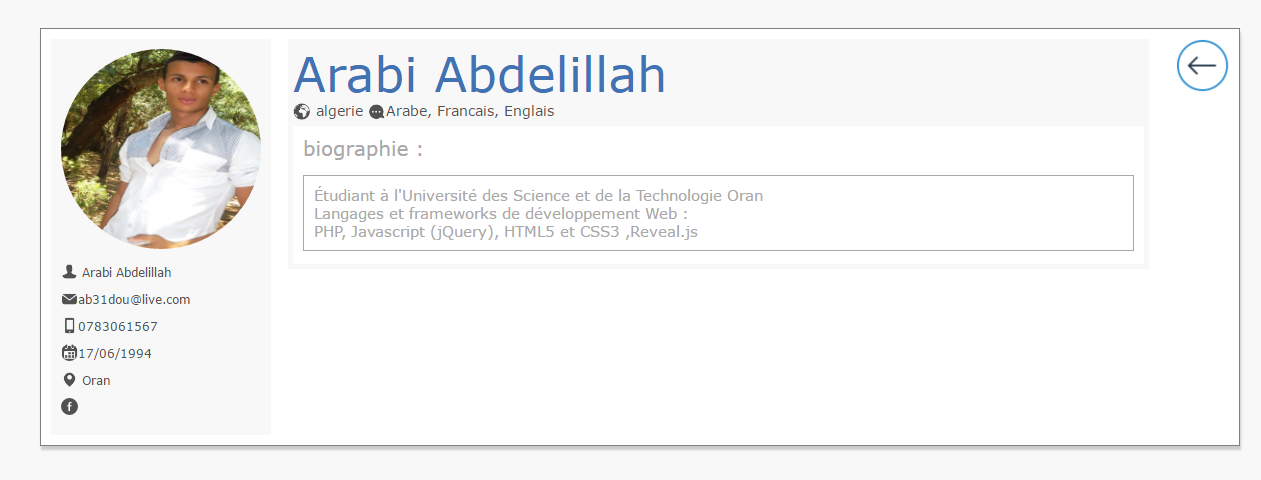 Arabi Abdelillah
ab31dou@live.com
0783061567
17/06/1994
Oran
Arabi Abdelillah
algerie Arabe, Francais, Englais
biographie :
Étudiant à l'Université des Science et de la Technologie Oran
Langages et frameworks de développement Web :
PHP, Javascript (jQuery), HTML5 et CSS3 ,Reveal.js